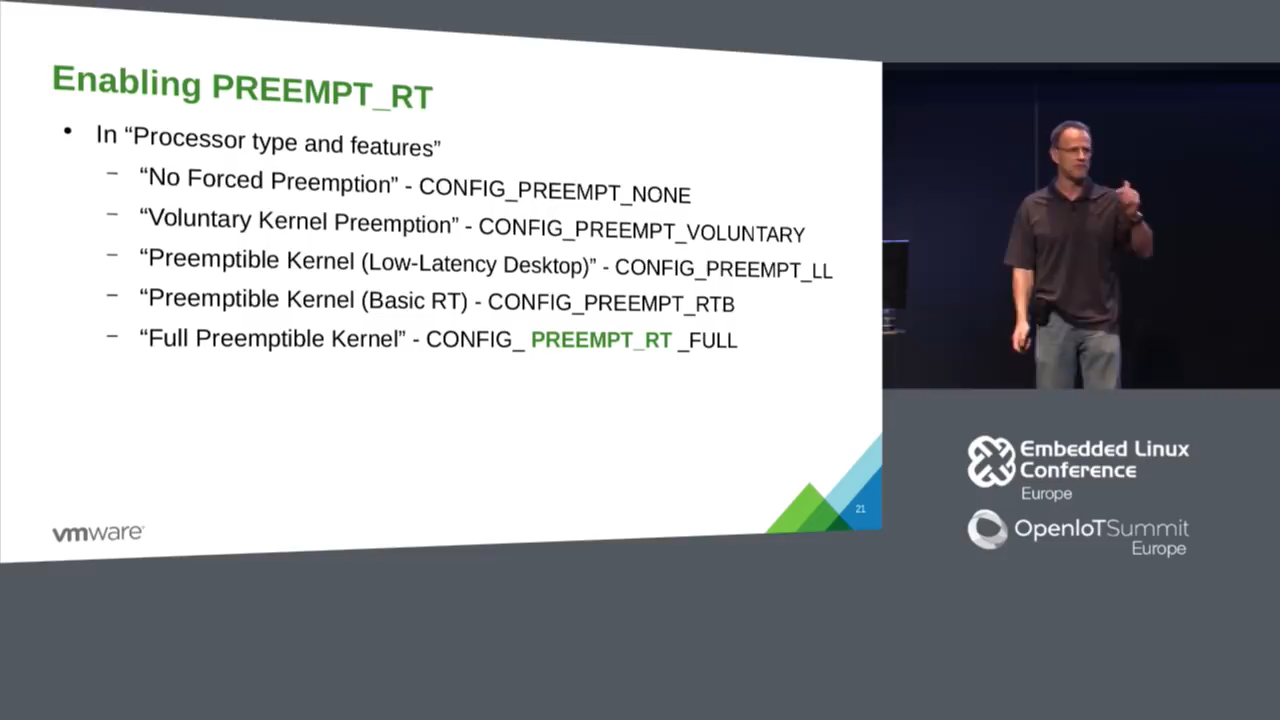 Enabling PREEMPT_RT
• In “Processor type and features”
– “No Forced Preemption” - CONFIG_PREEMPT_NONE
– “Voluntary Kernel Preemption” - CONFIG_PREEMPT_VOLUNTARY
– “Preemptible Kernel (Low-Latency Desktop)” - CONFIG_PREEMPT_LL
– “Preemptible Kernel (Basic RT) - CONFIG_PREEMPT_RTB
– “Full Preemptible Kernel” - CONFIG_ PREEMPT_RT _FULL
21
vmware
Embedded Linux
Conference
Europe
OpenIoTSummit
Europe